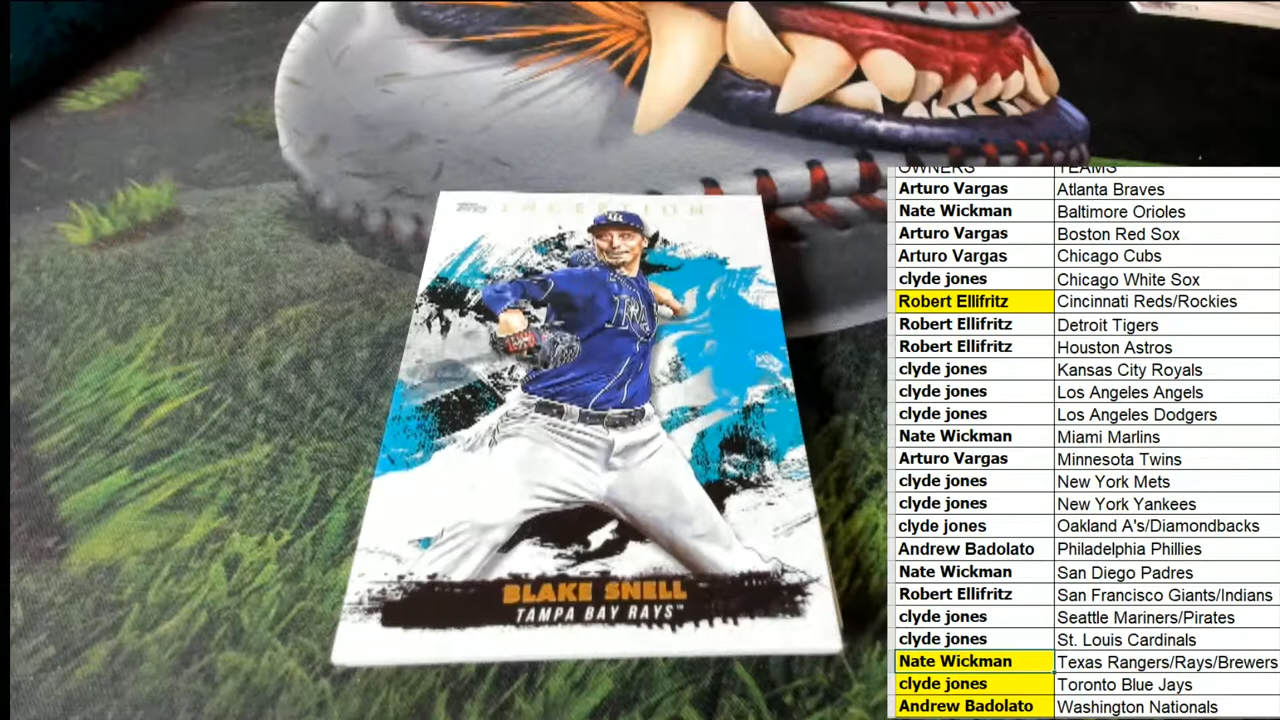 Topps INCEPTION
TB
RAYS
BLAKE SNELL
TAMPA BAY RAYS™
OWNERS TEAMS
Arturo Vargas Atlanta Braves
Nate Wickman Baltimore Orioles
Arturo Vargas Boston Red Sox
Arturo Vargas Chicago Cubs
clyde jones Chicago White Sox
Robert Ellifritz Cincinnati Reds/Rockies
Robert Ellifritz Detroit Tigers
Robert Ellifritz Houston Astros
clyde jones Kansas City Royals
clyde jones Los Angeles Angels
clyde jones Los Angeles Dodgers
Nate Wickman Miami Marlins
Arturo Vargas Minnesota Twins
clyde jones New York Mets
clyde jones New York Yankees
clyde jones Oakland A's/Diamondbacks
Andrew Badolato Philadelphia Phillies
Nate Wickman San Diego Padres
Robert Ellifritz San Francisco Giants/Indians
clyde jones Seattle Mariners/Pirates
clyde jones St. Louis Cardinals
Nate Wickman Texas Rangers/Rays/Brewers
clyde jones Toronto Blue Jays
Andrew Badolato Washington Nationals